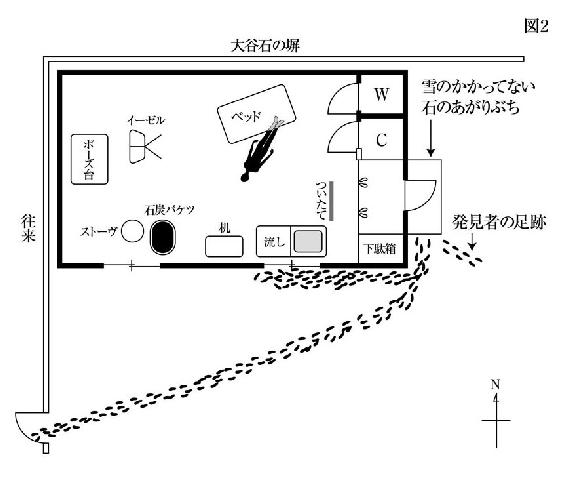 図2
大谷石の塀
雪のかかってない
石のあがりぶち
W
C
ベッド
イーゼル
ポーズ台
ついたて
石炭バケツ
ストーヴ
机
流し
下駄箱
往来
発見者の足跡
N